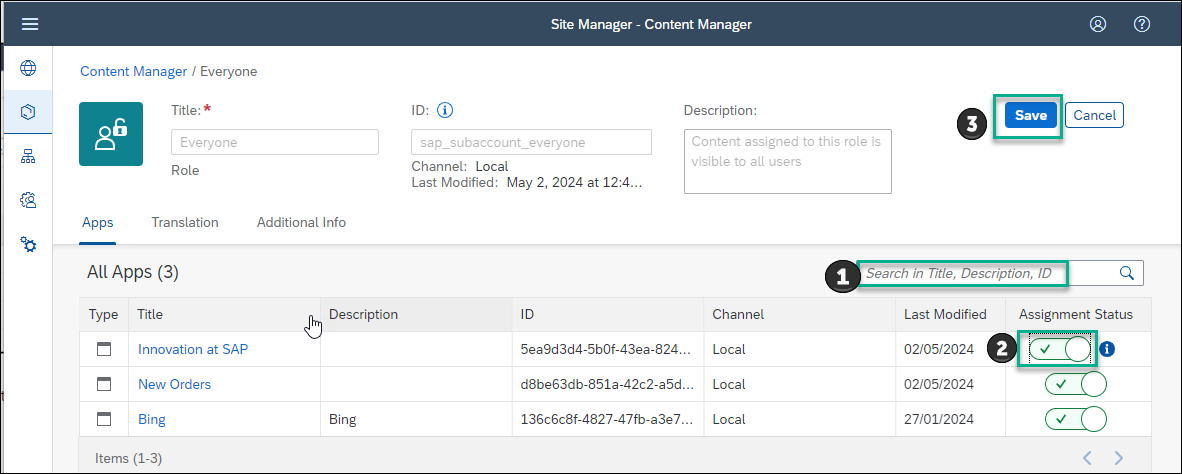 Site Manager - Content Manager
Content Manager / Everyone
Title:*
Everyone
Role
ID:
sap_subaccount_everyone
Channel: Local
Last Modified: May 2, 2024 at 12:4...
Description:
Content assigned to this role is
visible to all users
3
Save
Cancel
Apps
Translation
Additional Info
All Apps (3)
1
Search in Title, Description, ID
Type Title Description ID Channel Last Modified Assignment Status
Innovation at SAP 5ea9d3d4-5b0f-43ea-824... Local 02/05/2024 2
New Orders d8be63db-851a-42c2-a5d... Local 02/05/2024
Bing Bing 136c6c8f-4827-47fb-a3e7... Local 27/01/2024
Items (1-3)